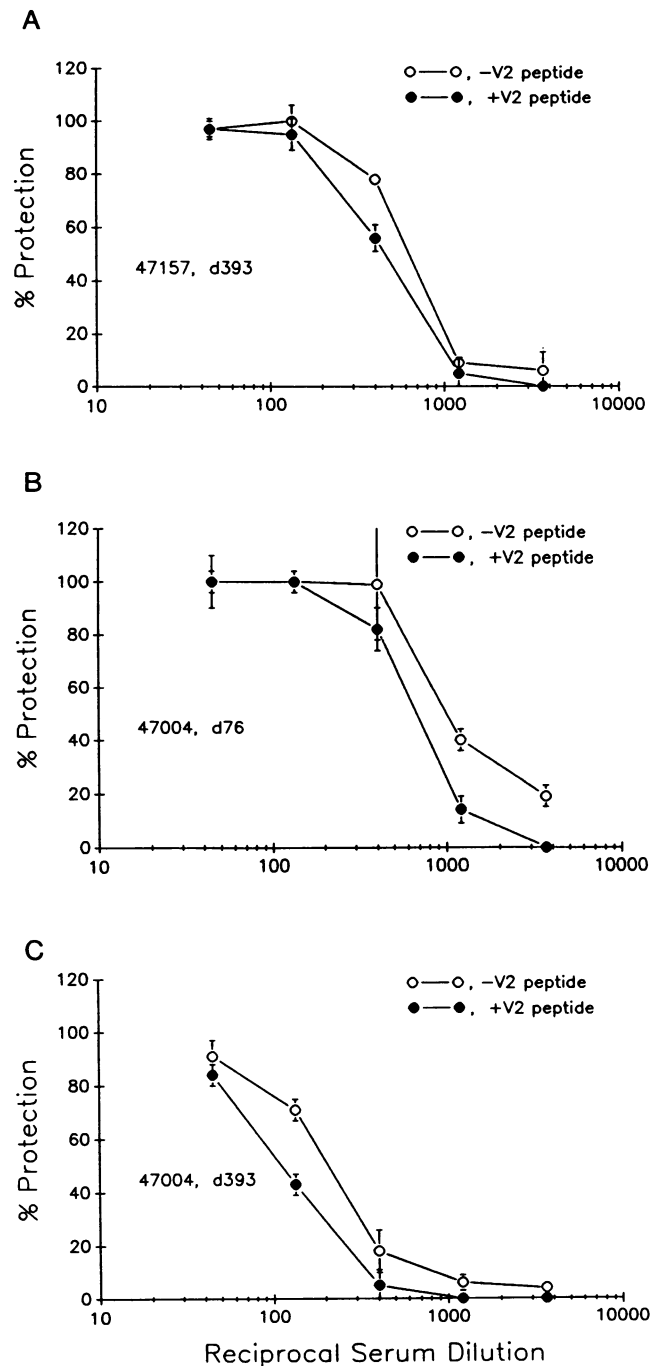 A
120
100
80
60
40
20
0
% Protection
, −V2 peptide
, +V2 peptide
47157, d393
10 100 1000 10000
B
120
100
80
60
40
20
0
% Protection
, −V2 peptide
, +V2 peptide
47004, d76
10 100 1000 10000
C
120
100
80
60
40
20
0
% Protection
, −V2 peptide
, +V2 peptide
47004, d393
10 100 1000 10000
Reciprocal Serum Dilution